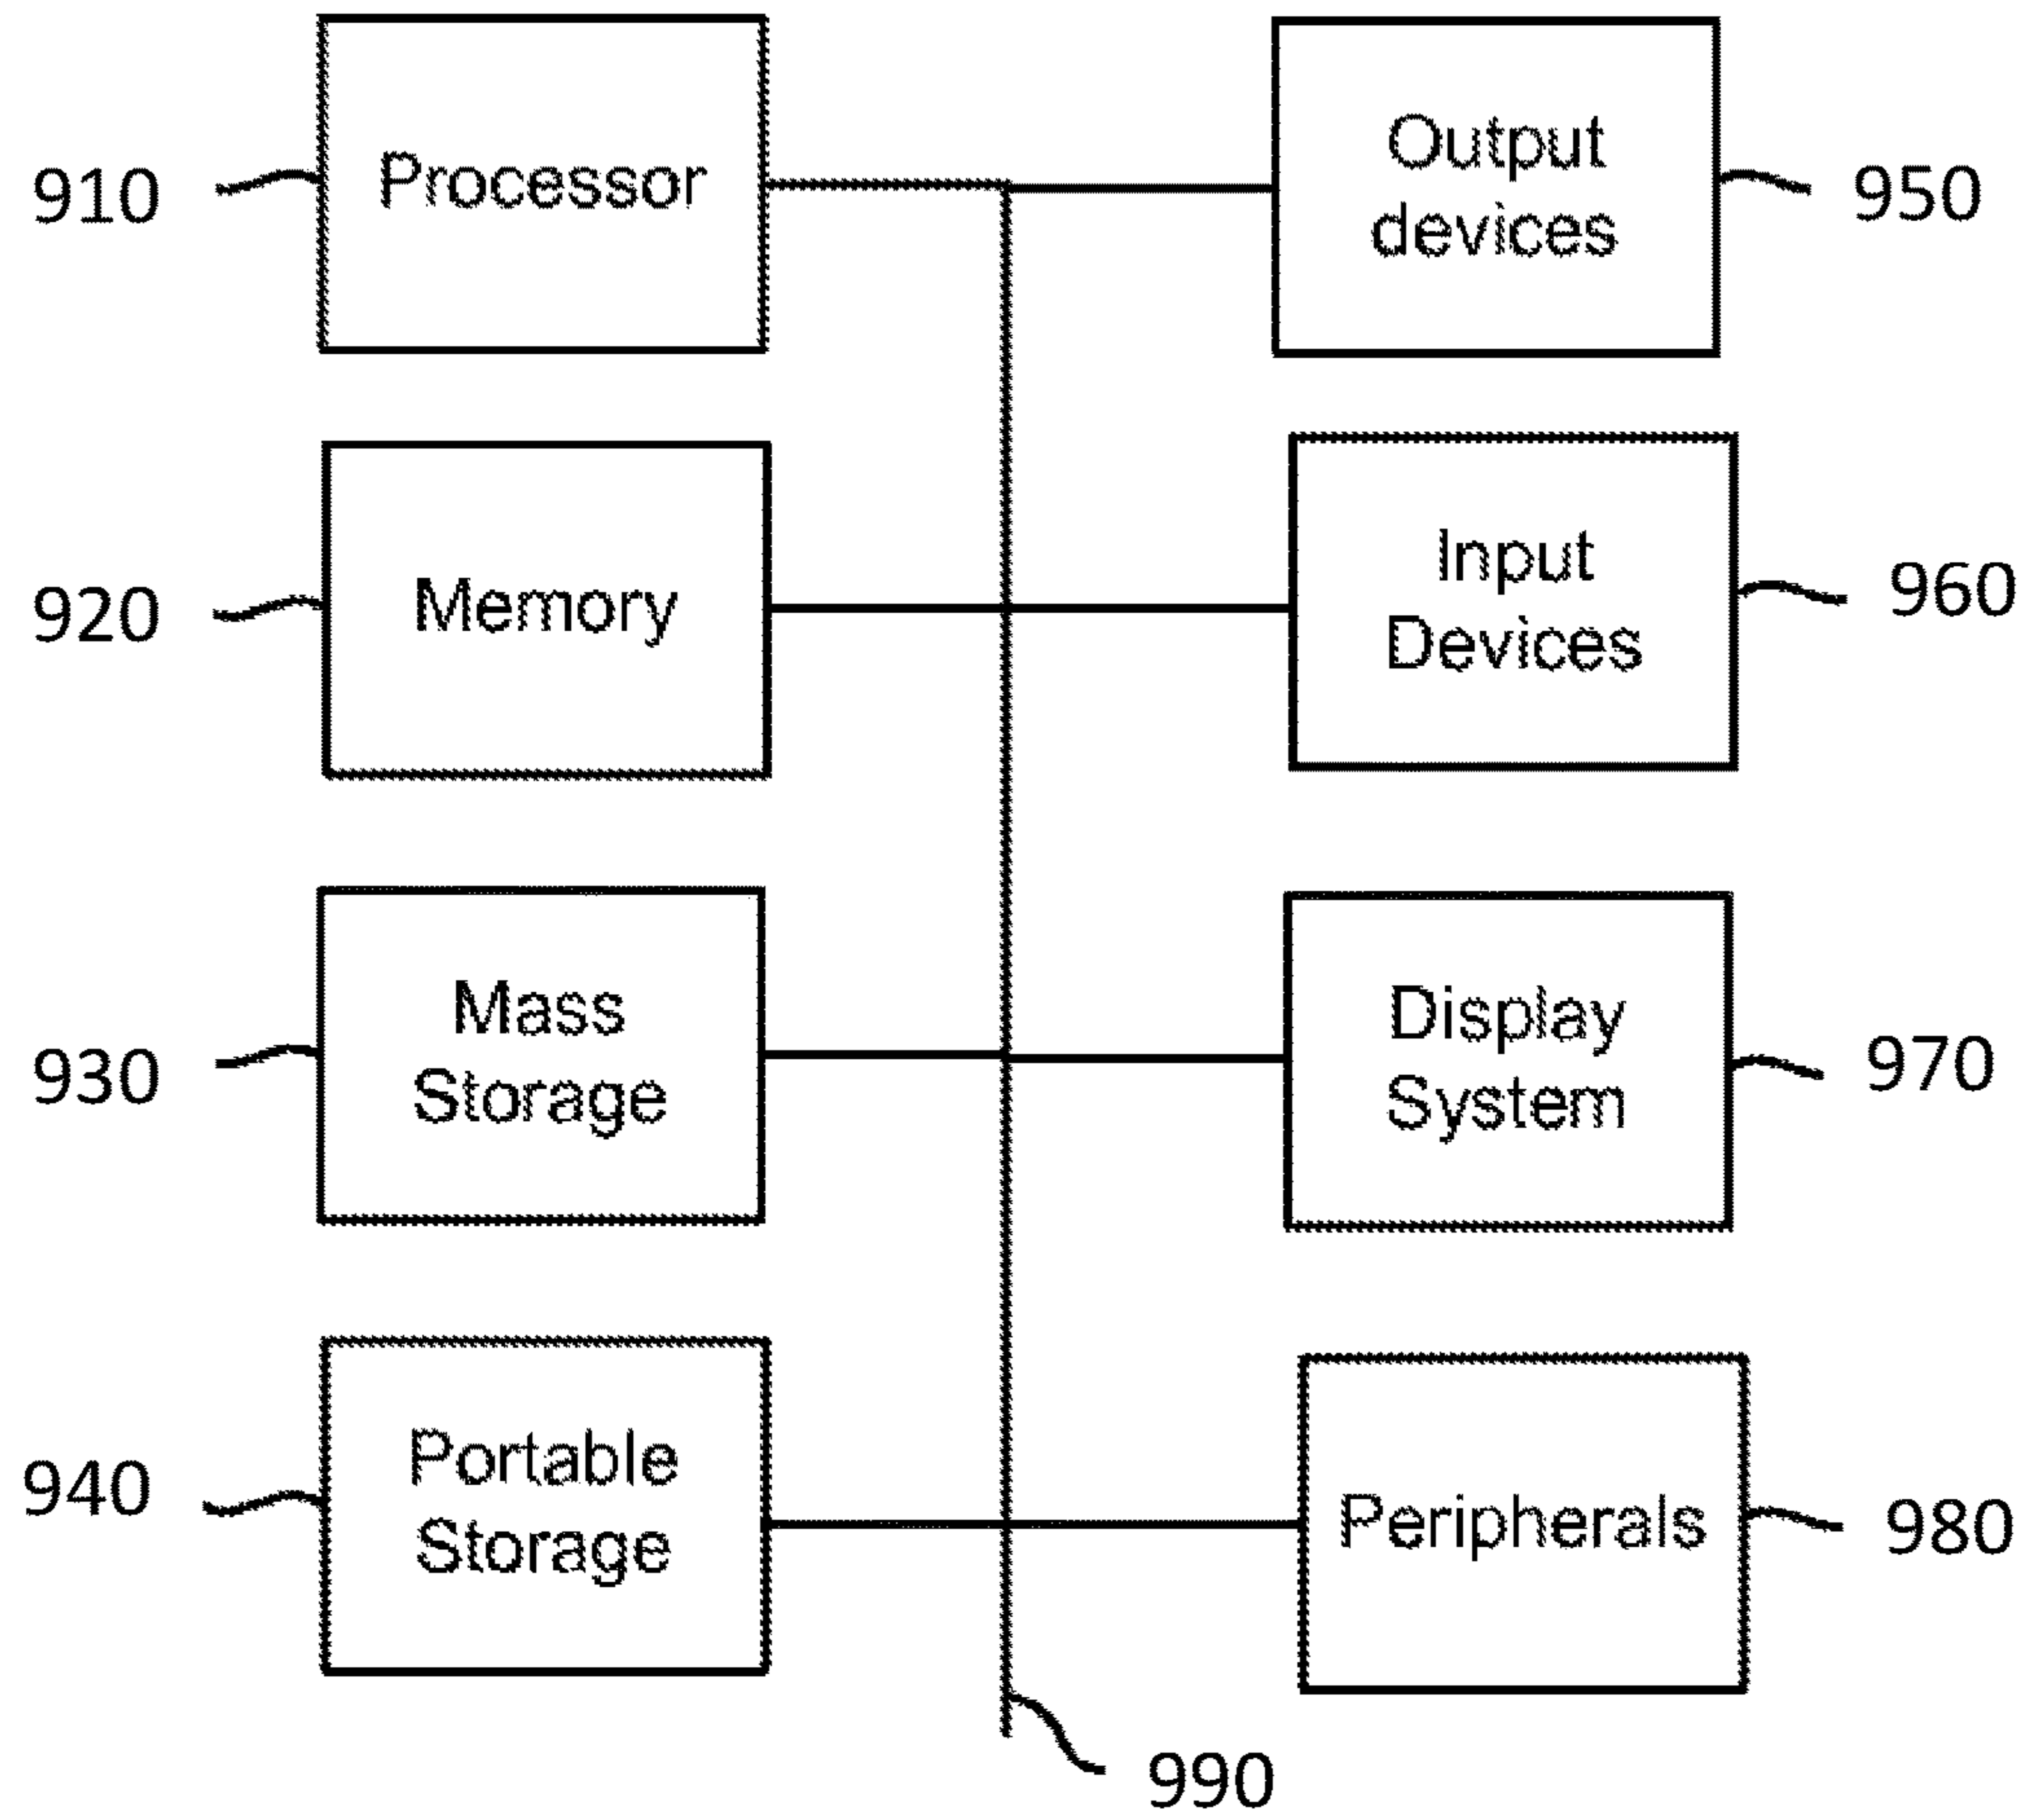 910
Processor
Output
devices
950
920
Memory
Input
Devices
960
930
Mass
Storage
Display
System
970
940
Portable
Storage
Peripherals
980
990